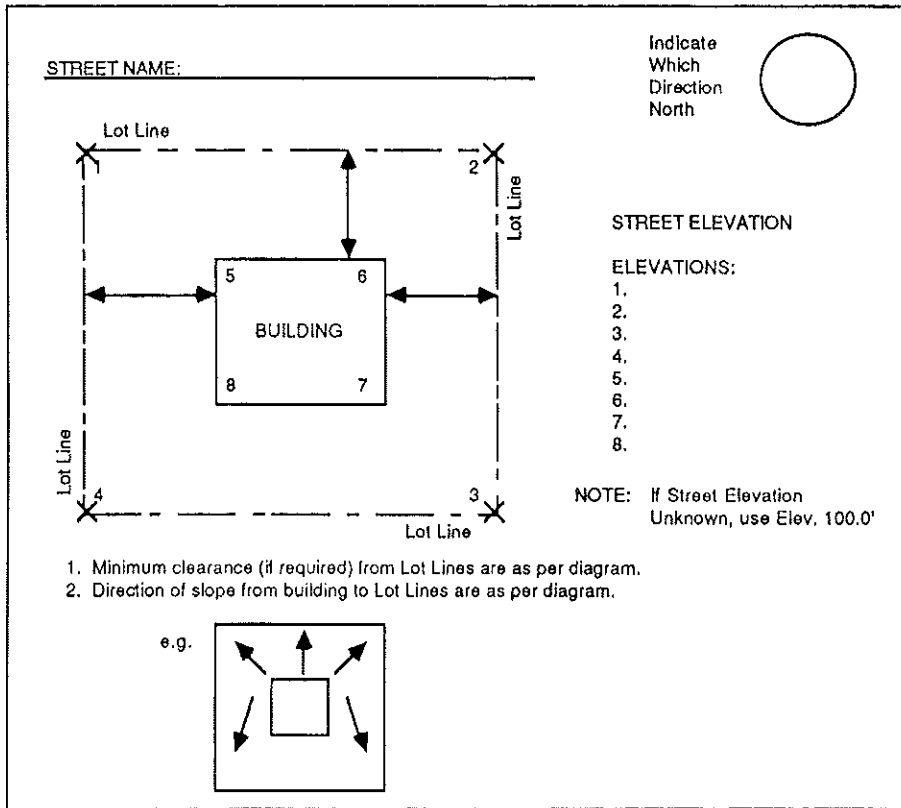 Indicate
Which
Direction
North
STREET NAME:
Lot Line
1
2
Lot Line
STREET ELEVATION
ELEVATIONS:
1.
2.
3.
4.
5.
6.
7.
8.
5
6
BUILDING
8
7
Lot Line
4
3
Lot Line
NOTE: If Street Elevation
Unknown, use Elev. 100.0'
1. Minimum clearance (if required) from Lot Lines are as per diagram.
2. Direction of slope from building to Lot Lines are as per diagram.
e.g.